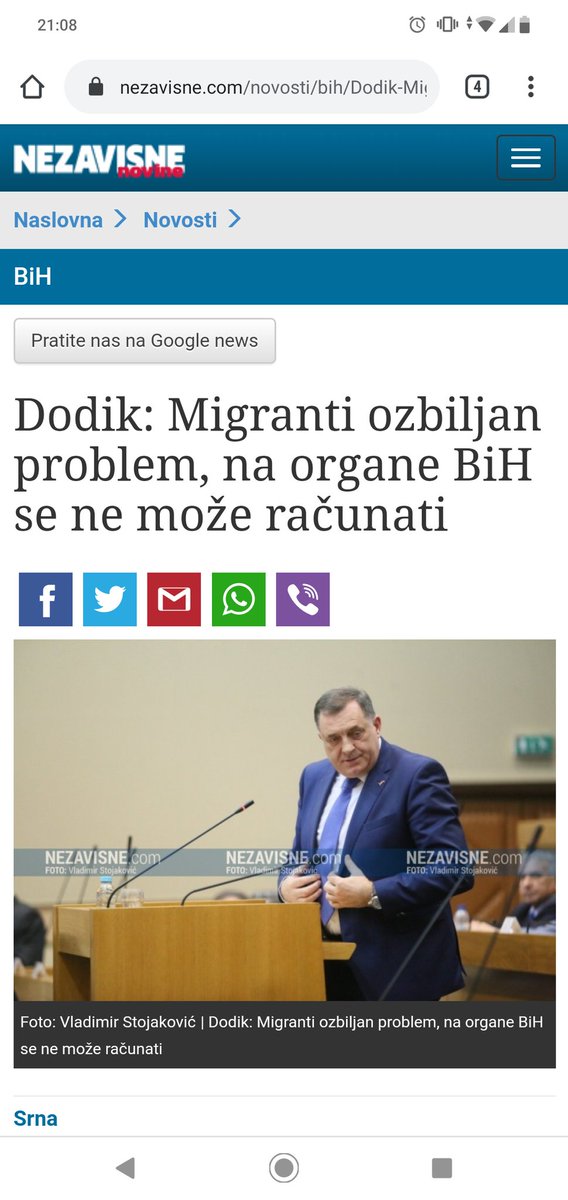 21:08
nezavisne.com/novosti/bih/Dodik-Mig
4
NEZAVISNE
novine
Naslovna
Novosti
BiH
Pratite nas na Google news
Dodik: Migranti ozbiljan
problem, na organe BiH
se ne može računati
NEZAVISNE.com NEZAVISNE.com NEZAVISNE.com
FOTO: Vladimir Stojaković FOTO: Vladimir Stojaković FOTO: Vladimir Stojaković
Foto: Vladimir Stojaković | Dodik: Migranti ozbiljan problem, na organe BiH
se ne može računati
Srna